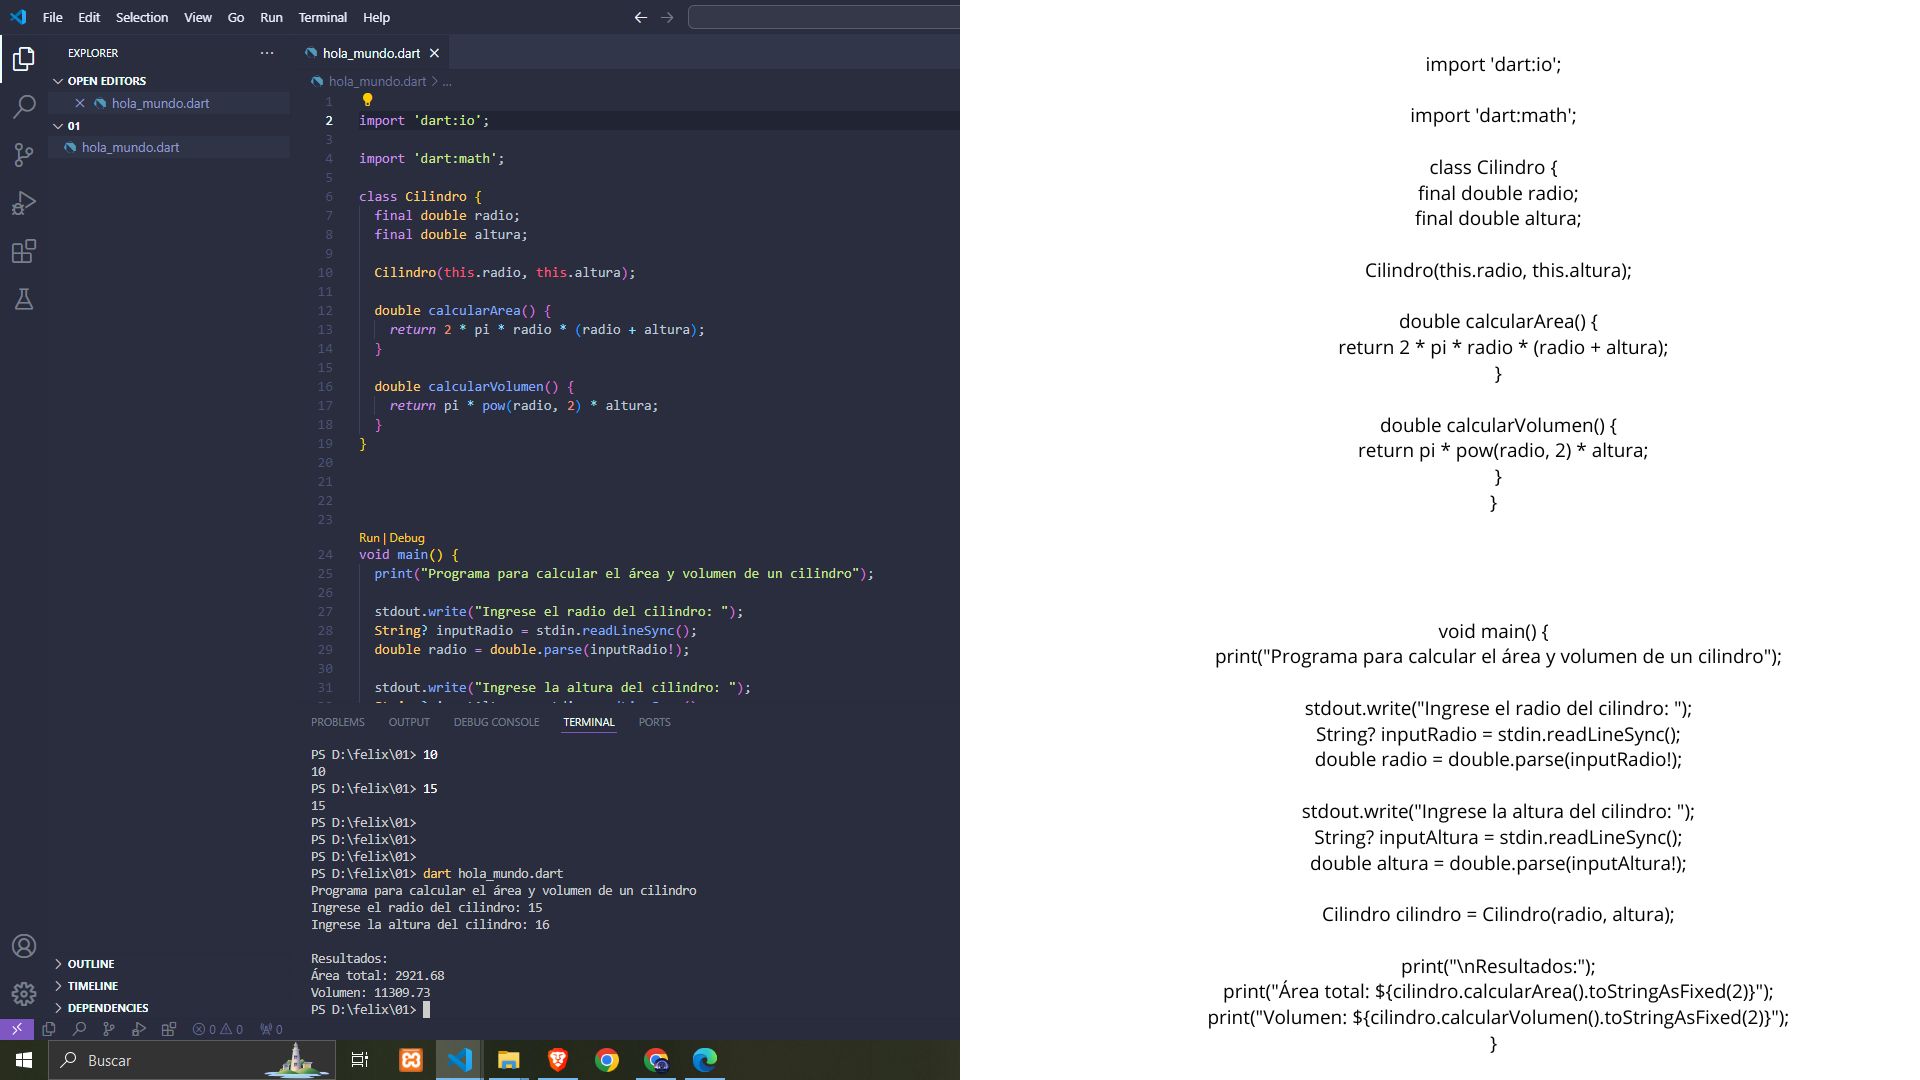 File Edit Selection View Go Run Terminal Help
EXPLORER
OPEN EDITORS
hola_mundo.dart
01
hola_mundo.dart
OUTLINE
TIMELINE
DEPENDENCIES
hola_mundo.dart
hola_mundo.dart > ...
1
2 import 'dart:io';
3
4 import 'dart:math';
5
6 class Cilindro {
7 final double radio;
8 final double altura;
9
10 Cilindro(this.radio, this.altura);
11
12 double calcularArea() {
13 return 2 * pi * radio * (radio + altura);
14 }
15
16 double calcularVolumen() {
17 return pi * pow(radio, 2) * altura;
18 }
19 }
20
21
22
23
Run | Debug
24 void main() {
25 print("Programa para calcular el área y volumen de un cilindro");
26
27 stdout.write("Ingrese el radio del cilindro: ");
28 String? inputRadio = stdin.readLineSync();
29 double radio = double.parse(inputRadio!);
30
31 stdout.write("Ingrese la altura del cilindro: ");
PROBLEMS OUTPUT DEBUG CONSOLE TERMINAL PORTS
PS D:\felix\01> 10
10
PS D:\felix\01> 15
15
PS D:\felix\01>
PS D:\felix\01>
PS D:\felix\01>
PS D:\felix\01> dart hola_mundo.dart
Programa para calcular el área y volumen de un cilindro
Ingrese el radio del cilindro: 15
Ingrese la altura del cilindro: 16
Resultados:
Área total: 2921.68
Volumen: 11309.73
PS D:\felix\01>
0 0 0
Buscar
import 'dart:io';
import 'dart:math';
class Cilindro {
final double radio;
final double altura;
Cilindro(this.radio, this.altura);
double calcularArea() {
return 2 * pi * radio * (radio + altura);
}
double calcularVolumen() {
return pi * pow(radio, 2) * altura;
}
}
void main() {
print("Programa para calcular el área y volumen de un cilindro");
stdout.write("Ingrese el radio del cilindro: ");
String? inputRadio = stdin.readLineSync();
double radio = double.parse(inputRadio!);
stdout.write("Ingrese la altura del cilindro: ");
String? inputAltura = stdin.readLineSync();
double altura = double.parse(inputAltura!);
Cilindro cilindro = Cilindro(radio, altura);
print("\nResultados:");
print("Área total: ${cilindro.calcularArea().toStringAsFixed(2)}");
print("Volumen: ${cilindro.calcularVolumen().toStringAsFixed(2)}");
}